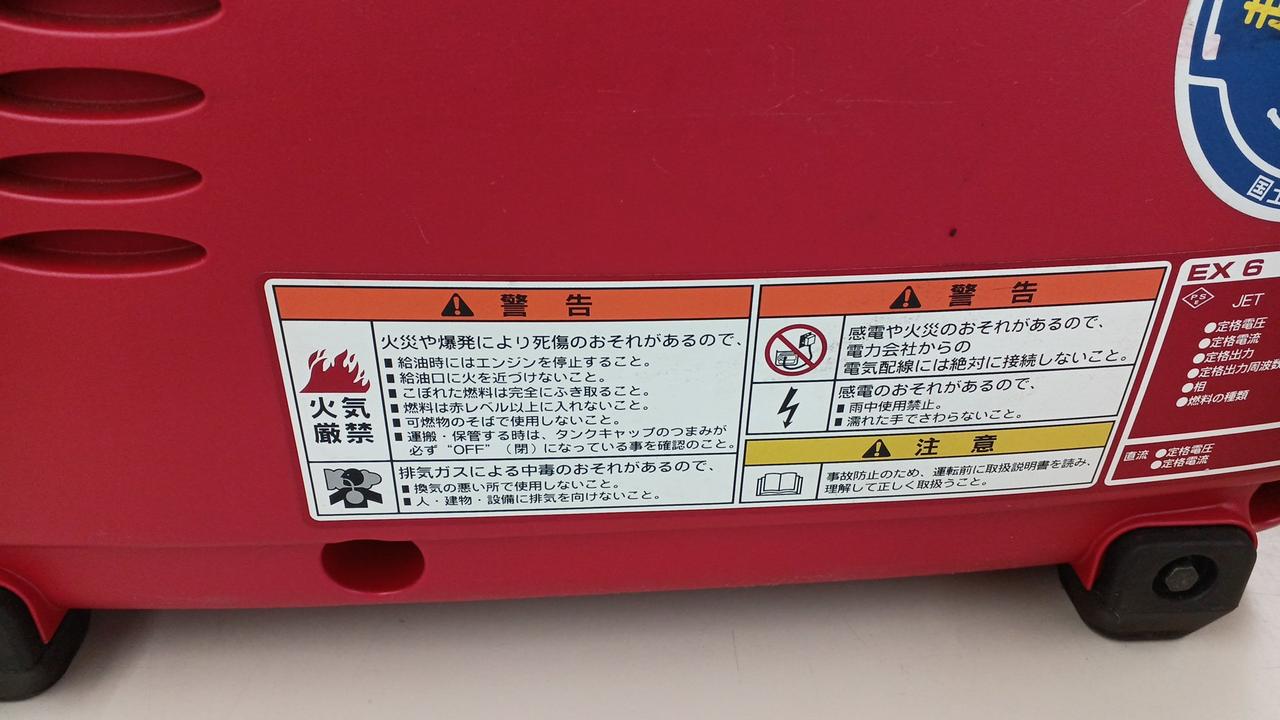 警告
火気
厳禁
火災や爆発により死傷のおそれがあるので、
■ 給油時にはエンジンを停止すること。
■ 給油口に火を近づけないこと。
■ こぼれた燃料は完全にふき取ること。
■ 燃料は赤レベル以上に入れないこと。
■ 可燃物のそばで使用しないこと。
■ 運搬・保管する時は、タンクキャップのつまみが
必ず"OFF"（閉）になっている事を確認のこと。
排気ガスによる中毒のおそれがあるので、
■ 換気の悪い所で使用しないこと。
■ 人・建物・設備に排気を向けないこと。
警告
感電や火災のおそれがあるので、
電力会社からの
電気配線には絶対に接続しないこと。
感電のおそれがあるので、
■ 雨中使用禁止。
■ 濡れた手でさわらないこと。
注意
事故防止のため、運転前に取扱説明書を読み、
理解して正しく取扱うこと。
EX 6
PSE JET
●定格電圧
●定格電流
●定格出力
●定格出力周波数
●相
●燃料の種類
直流 ●定格電圧
●定格電流
国